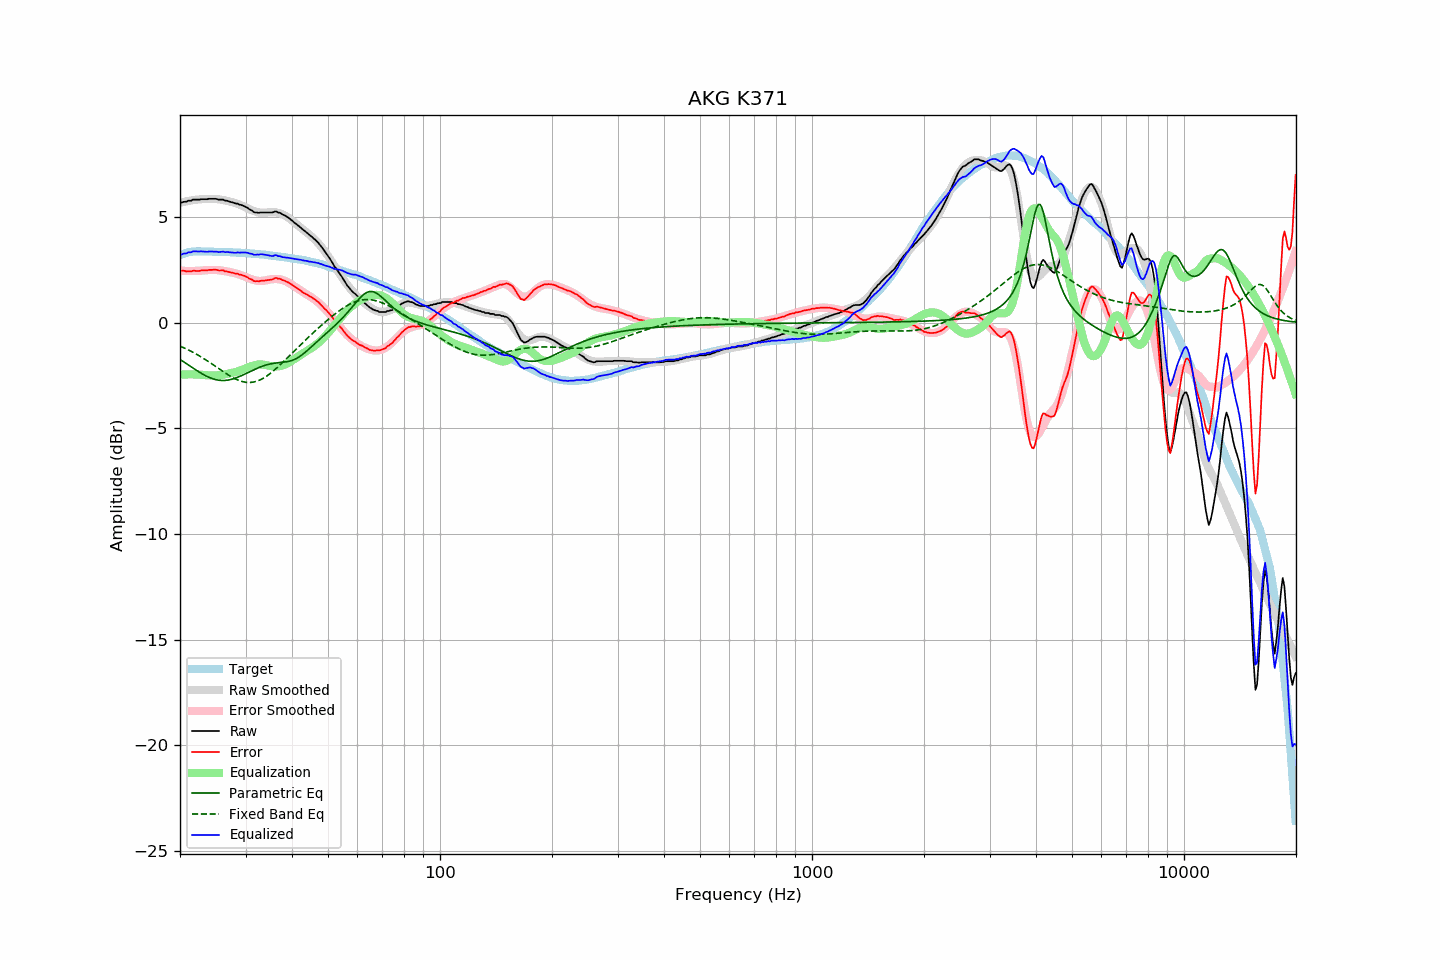 AKG K371
5
0
−5
−10
−15
−20
−25
Amplitude (dBr)
Target
Raw Smoothed
Error Smoothed
Raw
Error
Equalization
Parametric Eq
Fixed Band Eq
Equalized
100
1000
10000
Frequency (Hz)